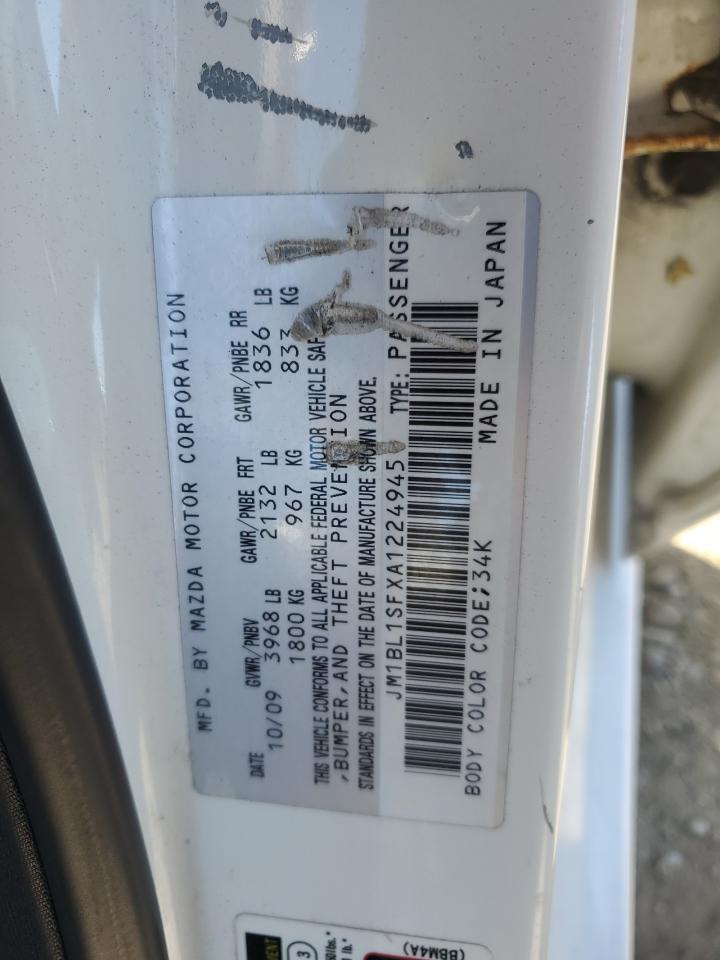 MFD. BY MAZDA MOTOR CORPORATION
DATE GVWR/PNBV GAWR/PNBE FRT GAWR/PNBE RR
10/09 3968 LB 2132 LB 1836 LB
1800 KG 967 KG 833 KG
THIS VEHICLE CONFORMS TO ALL APPLICABLE FEDERAL MOTOR VEHICLE
,BUMPER,AND THEFT PREVENTION
STANDARDS IN EFFECT ON THE DATE OF MANUFACTURE SHOWN ABOVE.
JM1BL1SFXA1224945 TYPE: PASSENGER
BODY COLOR CODE;34K MADE IN JAPAN
3
(BBM4A)